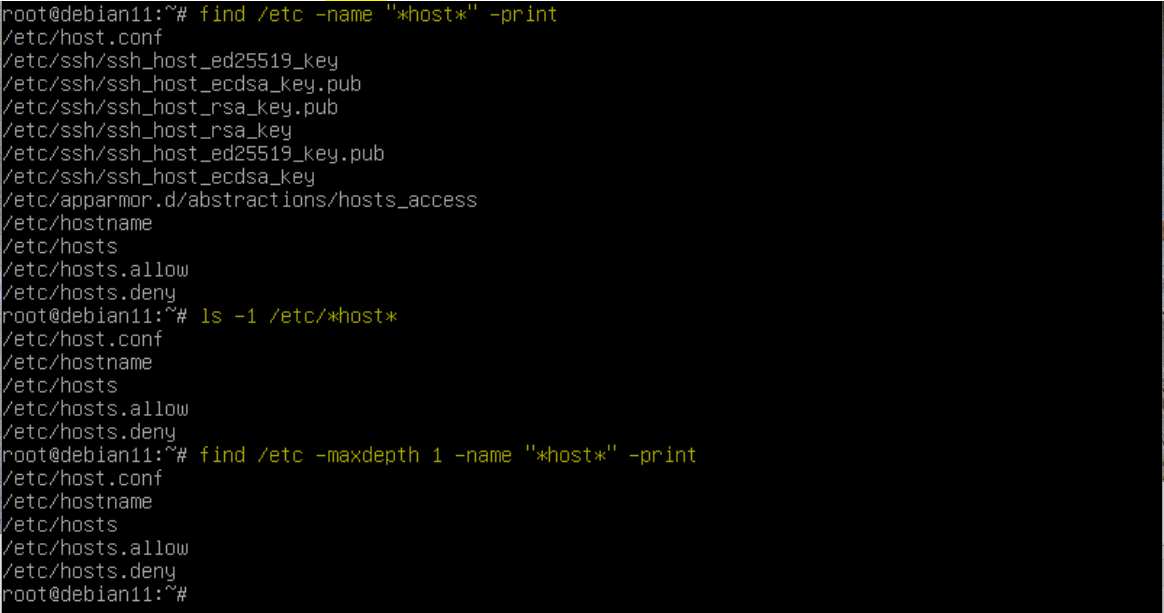 root@debian11:~# find /etc -name "*host*" -print
/etc/host.conf
/etc/ssh/ssh_host_ed25519_key
/etc/ssh/ssh_host_ecdsa_key.pub
/etc/ssh/ssh_host_rsa_key.pub
/etc/ssh/ssh_host_rsa_key
/etc/ssh/ssh_host_ed25519_key.pub
/etc/ssh/ssh_host_ecdsa_key
/etc/apparmor.d/abstractions/hosts_access
/etc/hostname
/etc/hosts
/etc/hosts.allow
/etc/hosts.deny
root@debian11:~# ls -1 /etc/*host*
/etc/host.conf
/etc/hostname
/etc/hosts
/etc/hosts.allow
/etc/hosts.deny
root@debian11:~# find /etc -maxdepth 1 -name "*host*" -print
/etc/host.conf
/etc/hostname
/etc/hosts
/etc/hosts.allow
/etc/hosts.deny
root@debian11:~#